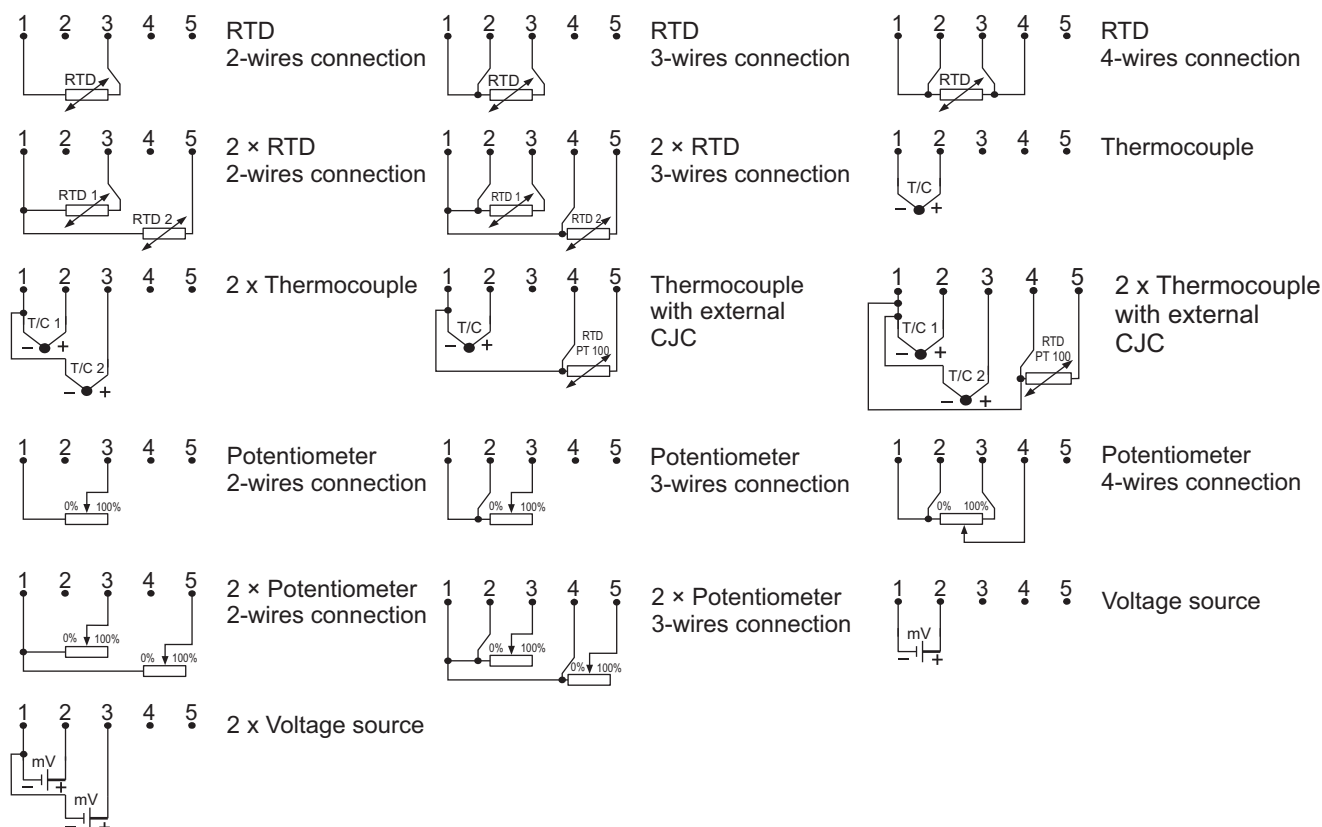 1 2 3 4 5
RTD
2-wires connection
RTD
1 2 3 4 5
RTD
3-wires connection
RTD
1 2 3 4 5
RTD
4-wires connection
RTD
1 2 3 4 5
2 × RTD
2-wires connection
RTD 1
RTD 2
1 2 3 4 5
2 × RTD
3-wires connection
RTD 1
RTD 2
1 2 3 4 5
Thermocouple
T/C
– +
1 2 3 4 5
2 x Thermocouple
T/C 1
– +
T/C 2
– +
1 2 3 4 5
Thermocouple
with external
CJC
T/C
– +
RTD
PT 100
1 2 3 4 5
2 x Thermocouple
with external
CJC
T/C 1
– +
T/C 2
– +
RTD
PT 100
1 2 3 4 5
Potentiometer
2-wires connection
0% 100%
1 2 3 4 5
Potentiometer
3-wires connection
0% 100%
1 2 3 4 5
Potentiometer
4-wires connection
0% 100%
1 2 3 4 5
2 × Potentiometer
2-wires connection
0% 100%
0% 100%
1 2 3 4 5
2 × Potentiometer
3-wires connection
0% 100%
0% 100%
1 2 3 4 5
Voltage source
mV
– +
1 2 3 4 5
2 x Voltage source
mV
– +
mV
– +